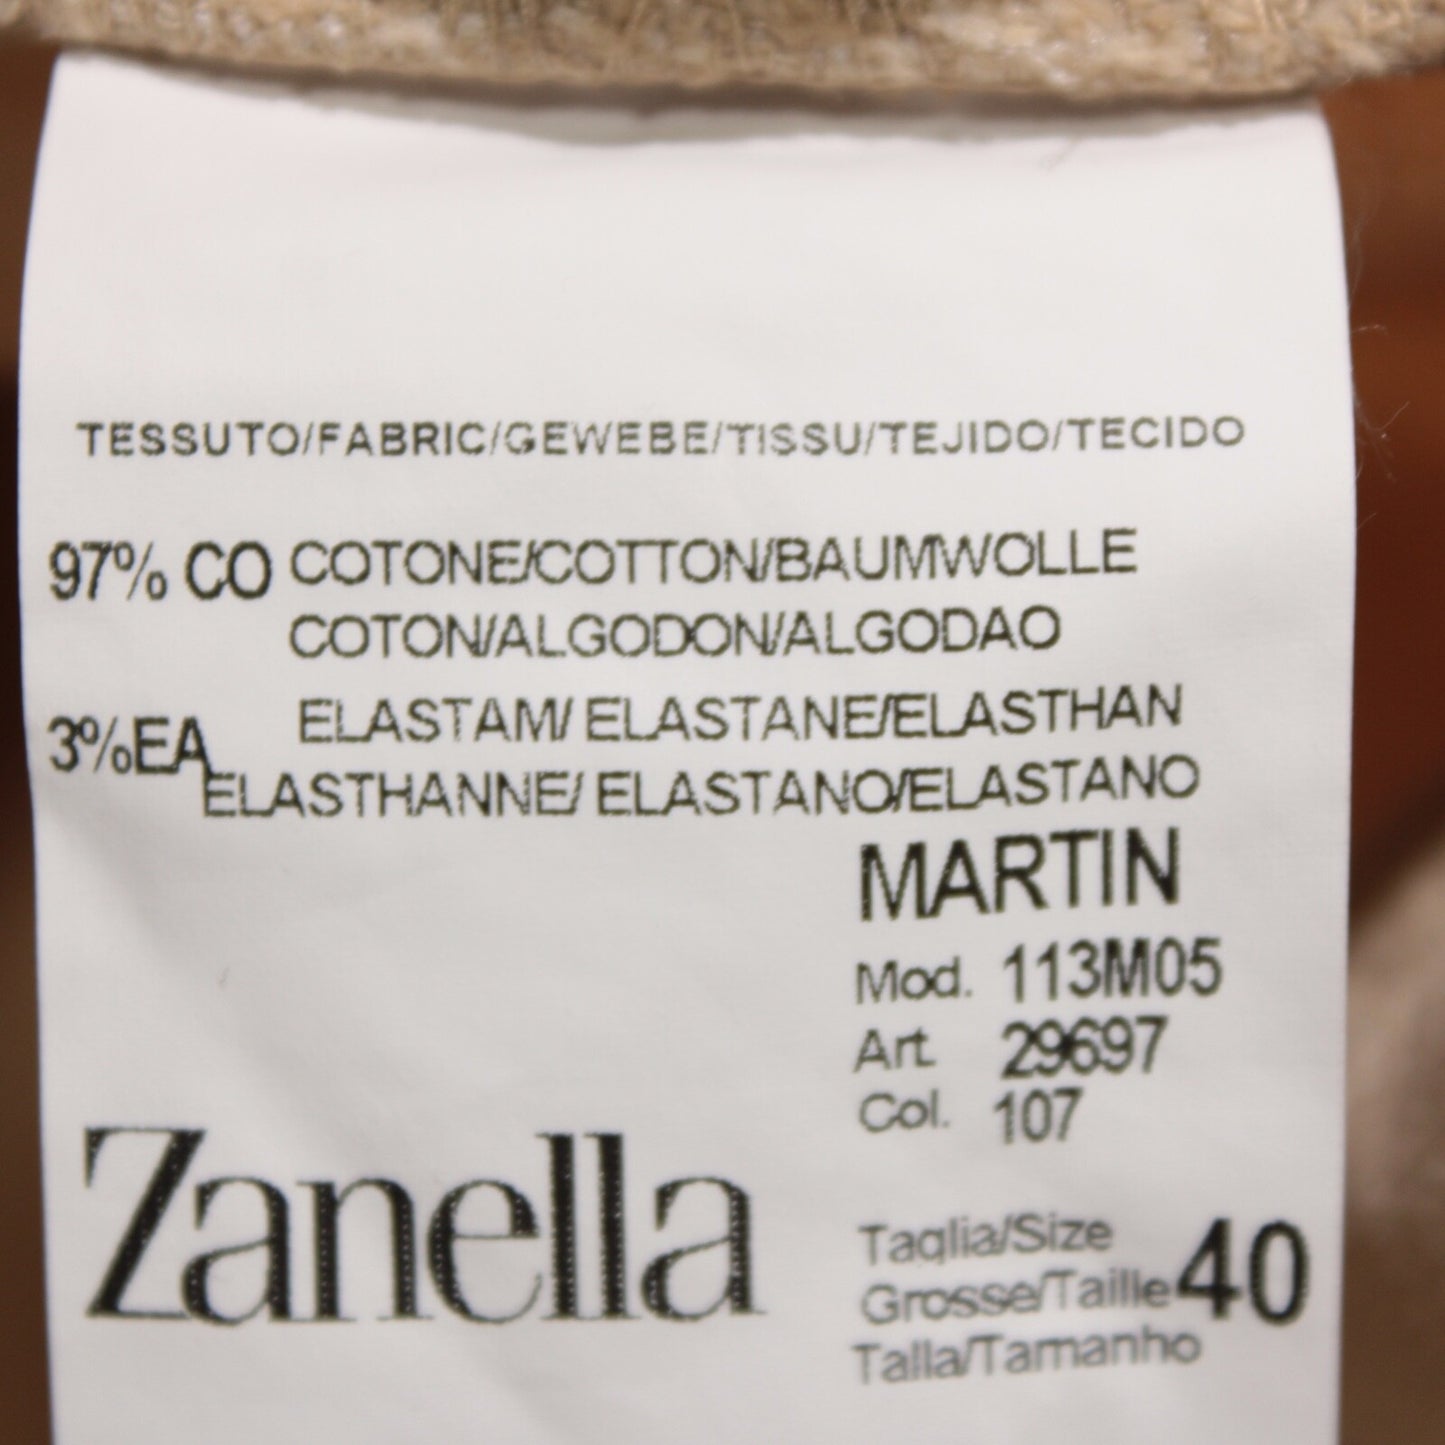 TESSUTO/FABRIC/GEWEBE/TISSU/TEJIDO/TECIDO
97% CO COTONE/COTTON/BAUMWOLLE
COTON/ALGODON/ALGODAO
3%EA ELASTAM/ ELASTANE/ELASTHAN
ELASTHANNE/ ELASTANO/ELASTANO
MARTIN
Mod. 113M05
Art. 29697
Col. 107
Zanella
Taglia/Size
Grosse/Taille 40
Talla/Tamanho